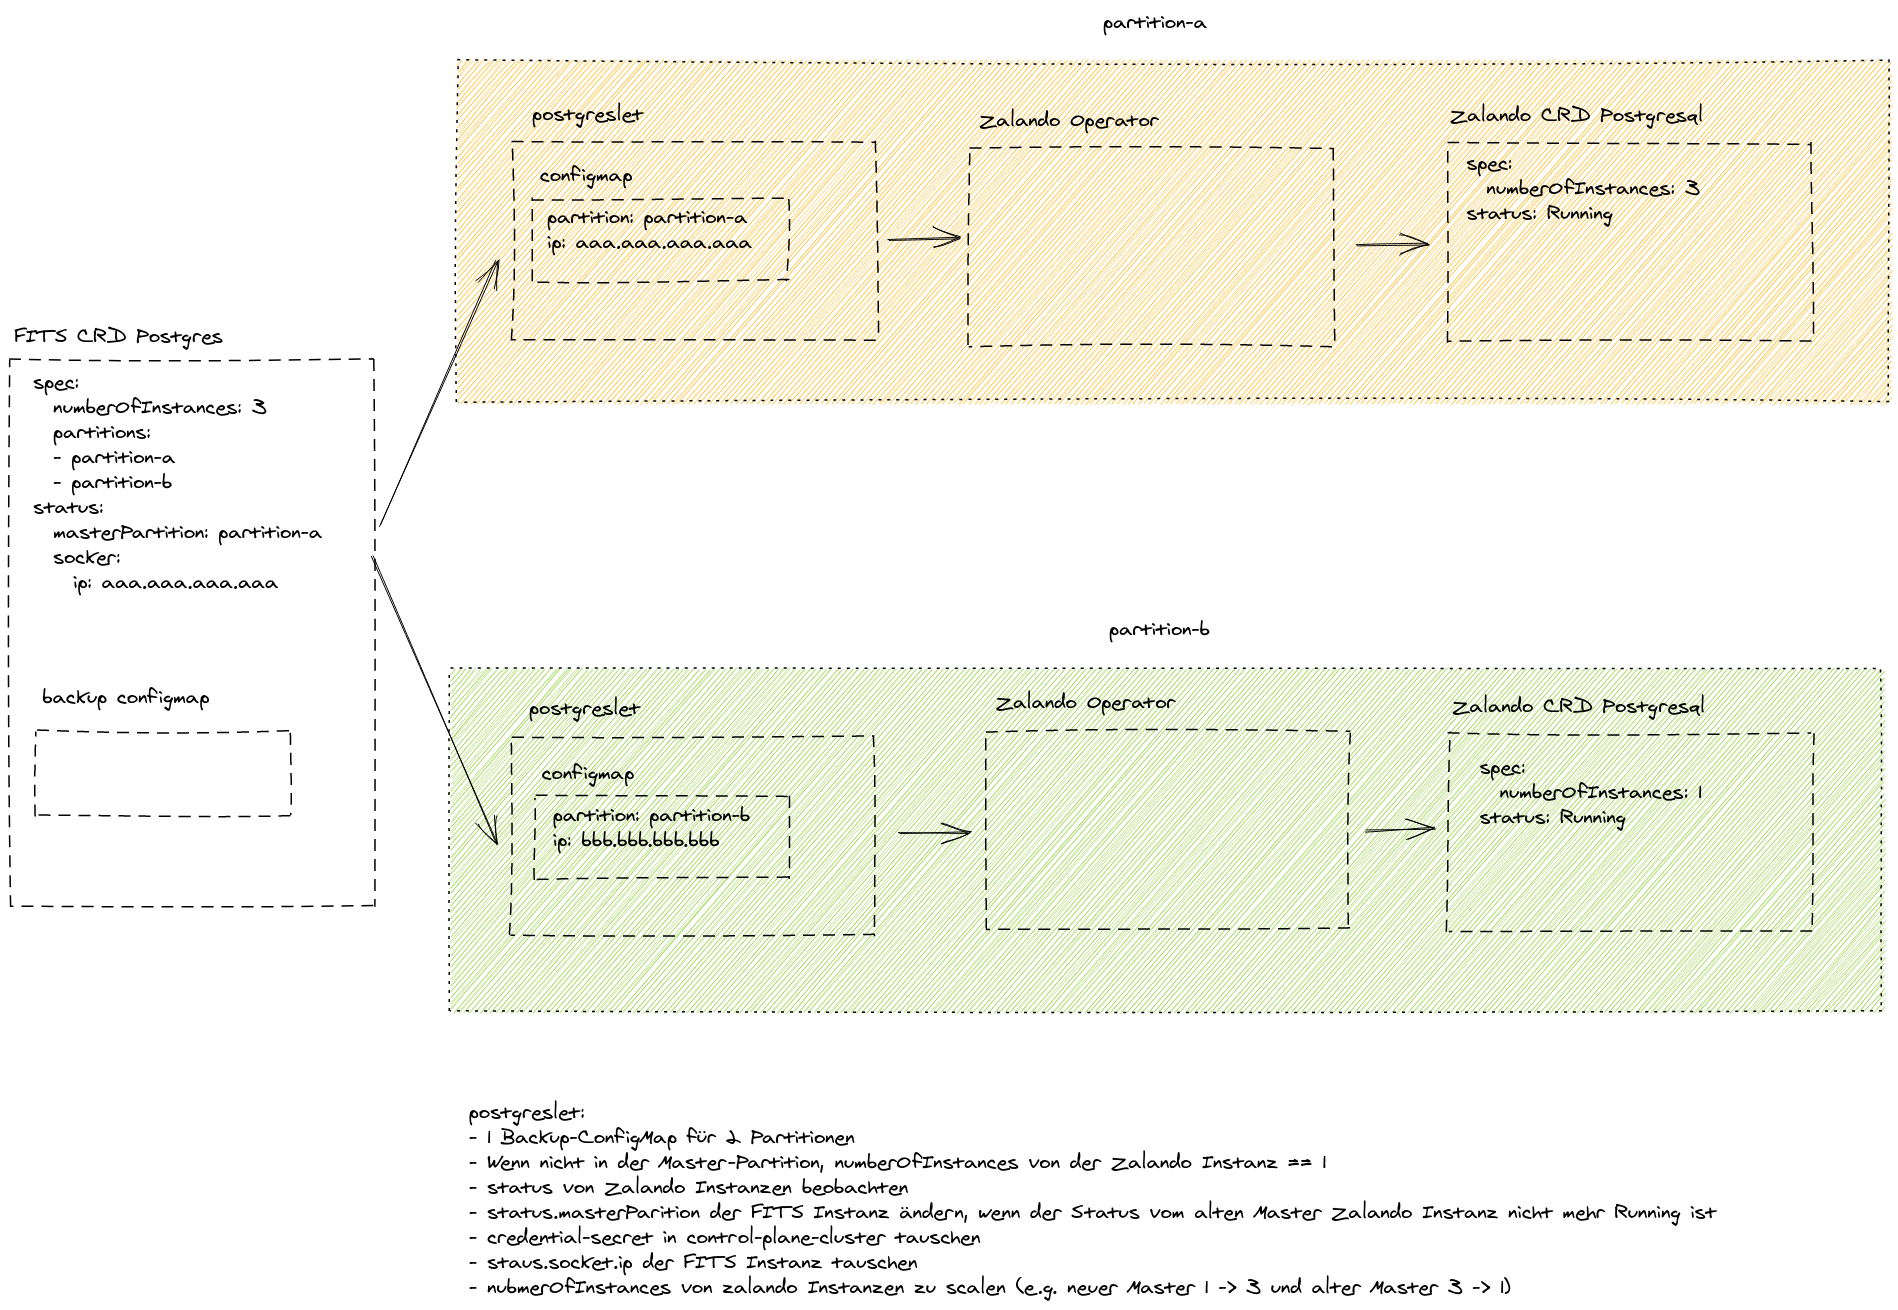 partition-a
postgreslet
Zalando Operator
Zalando CRD Postgresql
configmap
partition: partition-a
ip: aaa.aaa.aaa.aaa
spec:
numberOfInstances: 3
status: Running
FITS CRD Postgres
spec:
numberOfInstances: 3
partitions:
- partition-a
- partition-b
status:
masterPartition: partition-a
socker:
ip: aaa.aaa.aaa.aaa
backup configmap
partition-b
postgreslet
Zalando Operator
Zalando CRD Postgresql
configmap
partition: partition-b
ip: bbb.bbb.bbb.bbb
spec:
numberOfInstances: 1
status: Running
postgreslet:
- 1 Backup-ConfigMap für 2 Partitionen
- Wenn nicht in der Master-Partition, numberOfInstances von der Zalando Instanz == 1
- status von Zalando Instanzen beobachten
- status.masterParition der FITS Instanz ändern, wenn der Status vom alten Master Zalando Instanz nicht mehr Running ist
- credential-secret in control-plane-cluster tauschen
- staus.socket.ip der FITS Instanz tauschen
- nubmerOfInstances von zalando Instanzen zu scalen (e.g. neuer Master 1 -> 3 und alter Master 3 -> 1)